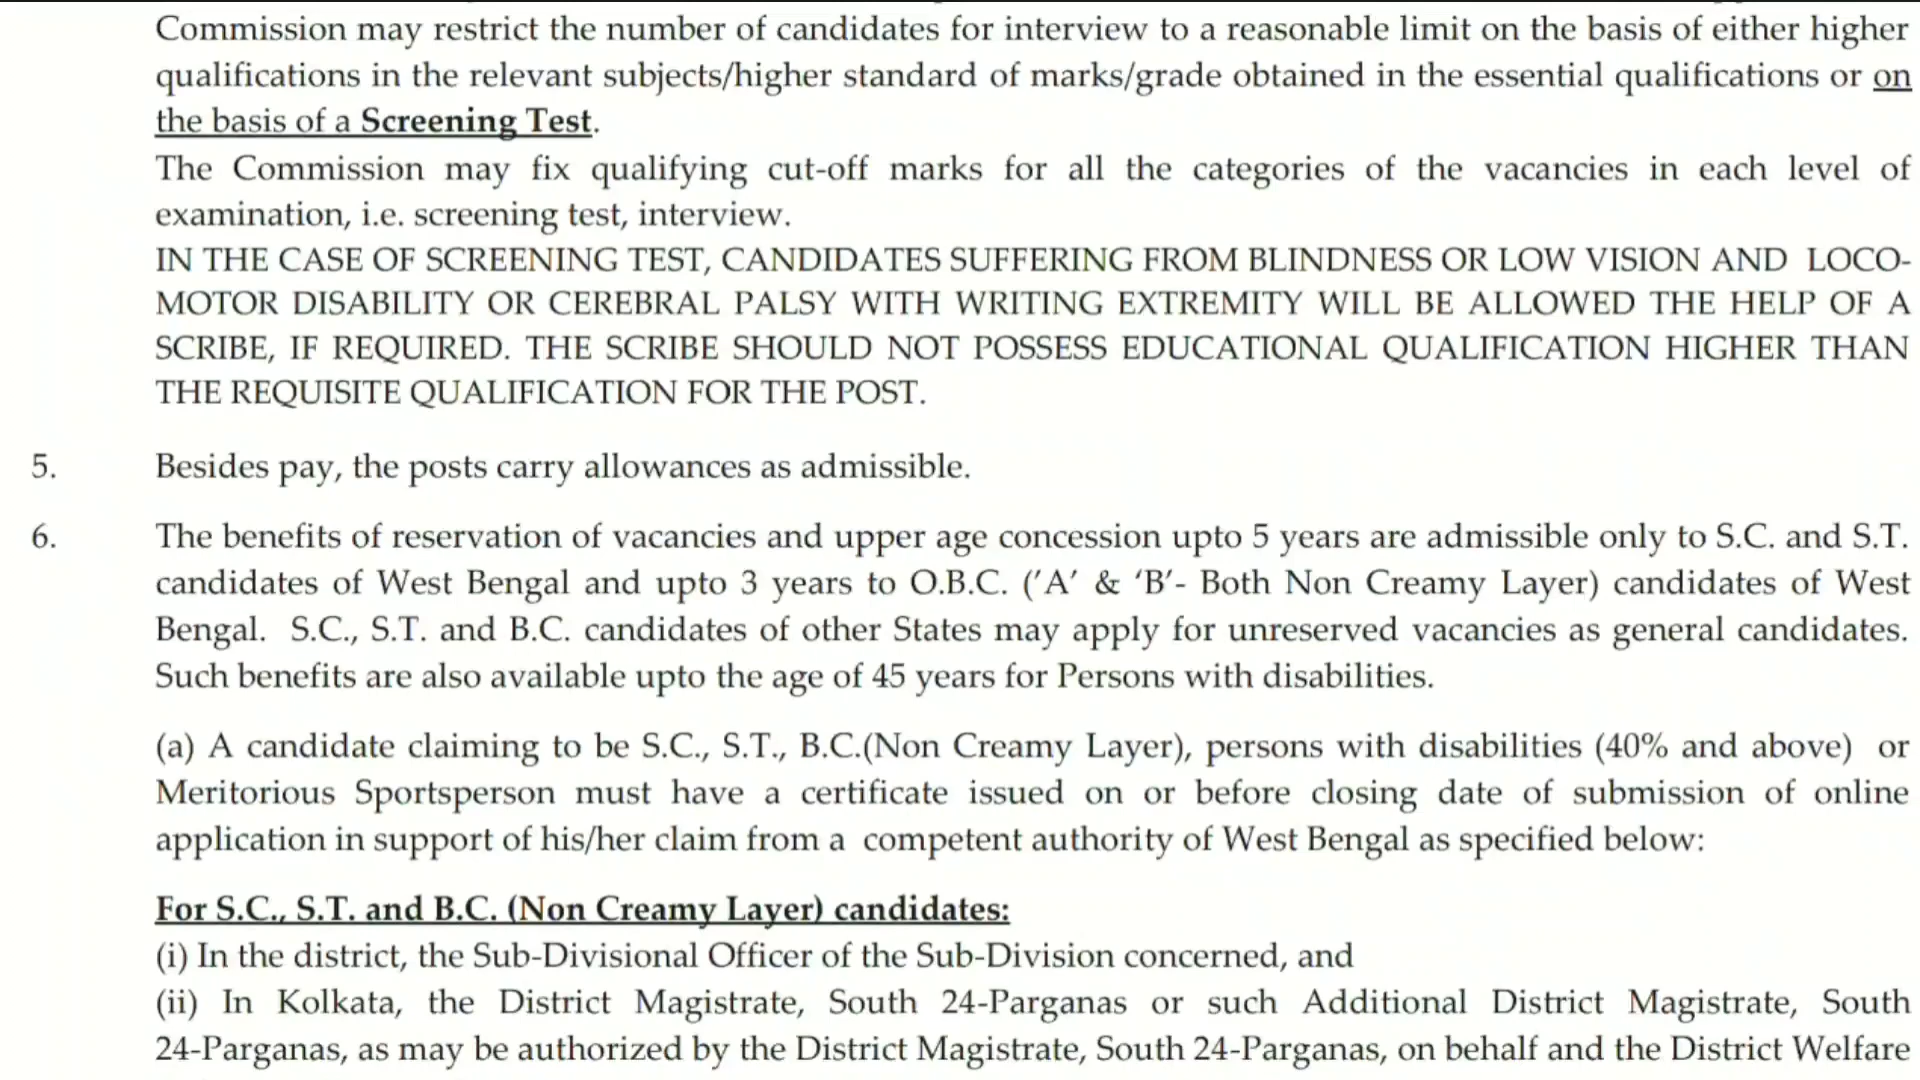 Commission may restrict the number of candidates for interview to a reasonable limit on the basis of either higher
qualifications in the relevant subjects/higher standard of marks/grade obtained in the essential qualifications or on
the basis of a Screening Test.
The Commission may fix qualifying cut-off marks for all the categories of the vacancies in each level of
examination, i.e. screening test, interview.
IN THE CASE OF SCREENING TEST, CANDIDATES SUFFERING FROM BLINDNESS OR LOW VISION AND LOCO-
MOTOR DISABILITY OR CEREBRAL PALSY WITH WRITING EXTREMITY WILL BE ALLOWED THE HELP OF A
SCRIBE, IF REQUIRED. THE SCRIBE SHOULD NOT POSSESS EDUCATIONAL QUALIFICATION HIGHER THAN
THE REQUISITE QUALIFICATION FOR THE POST.
5. Besides pay, the posts carry allowances as admissible.
6. The benefits of reservation of vacancies and upper age concession upto 5 years are admissible only to S.C. and S.T.
candidates of West Bengal and upto 3 years to O.B.C. (′A′ & ‘B′- Both Non Creamy Layer) candidates of West
Bengal. S.C., S.T. and B.C. candidates of other States may apply for unreserved vacancies as general candidates.
Such benefits are also available upto the age of 45 years for Persons with disabilities.
(a) A candidate claiming to be S.C., S.T., B.C.(Non Creamy Layer), persons with disabilities (40% and above) or
Meritorious Sportsperson must have a certificate issued on or before closing date of submission of online
application in support of his/her claim from a competent authority of West Bengal as specified below:
For S.C., S.T. and B.C. (Non Creamy Layer) candidates:
(i) In the district, the Sub-Divisional Officer of the Sub-Division concerned, and
(ii) In Kolkata, the District Magistrate, South 24-Parganas or such Additional District Magistrate, South
24-Parganas, as may be authorized by the District Magistrate, South 24-Parganas, on behalf and the District Welfare